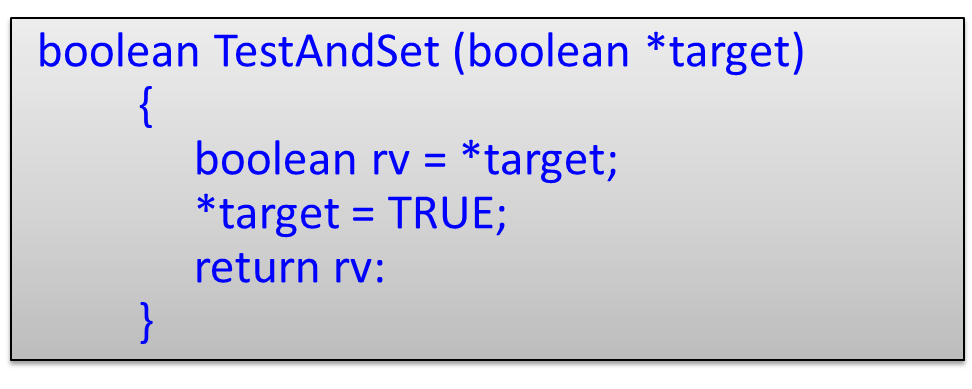 boolean TestAndSet (boolean *target)
{
boolean rv = *target;
*target = TRUE;
return rv:
}